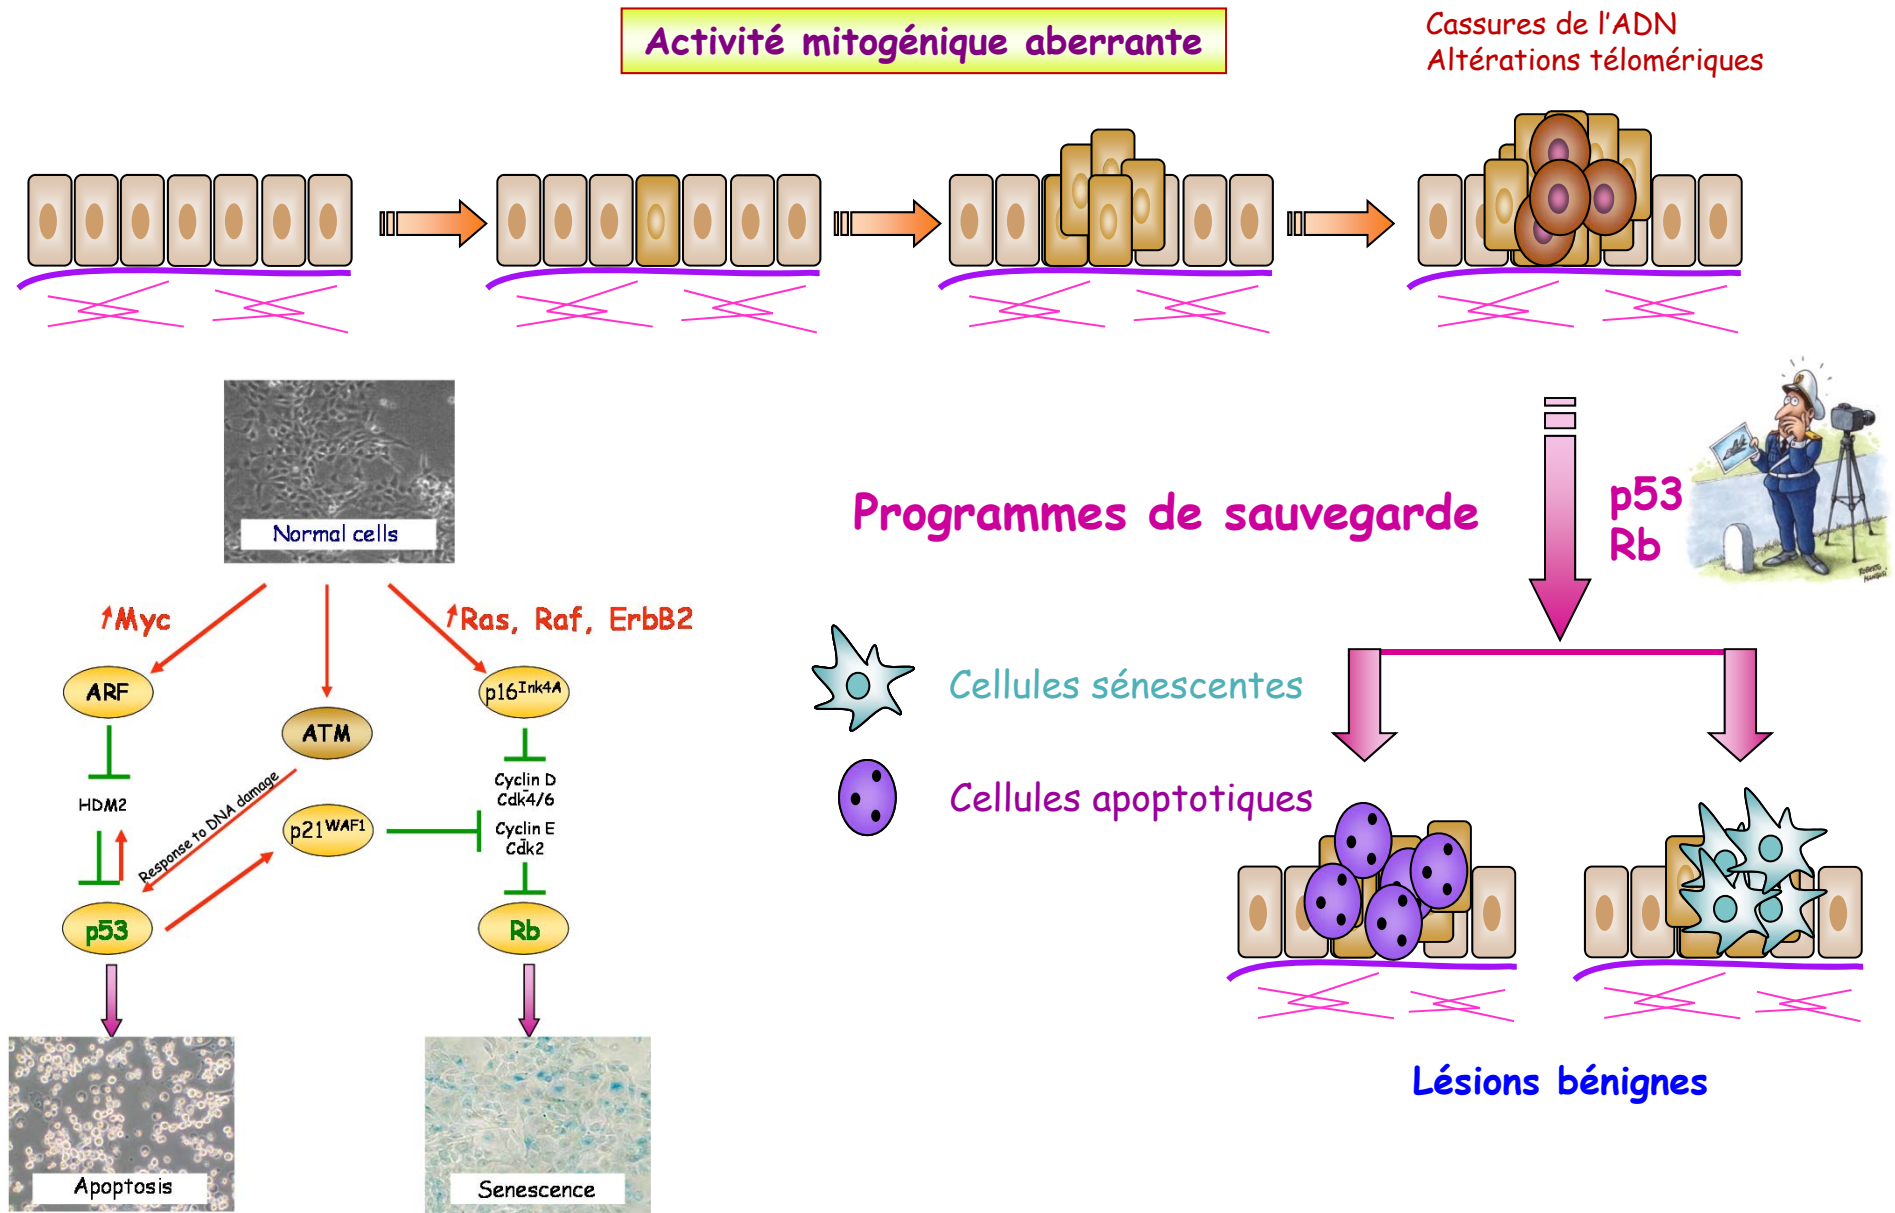 Activité mitogénique aberrante
Cassures de l'ADN
Altérations télomériques
Normal cells
Programmes de sauvegarde
p53
Rb
↑Myc
↑Ras, Raf, ErbB2
ARF
p16Ink4A
ATM
Cellules sénescentes
Cyclin D
Cdk4/6
HDM2
Response to DNA damage
p21WAF1
Cyclin E
Cdk2
Cellules apoptotiques
p53
Rb
Lésions bénignes
Apoptosis
Senescence